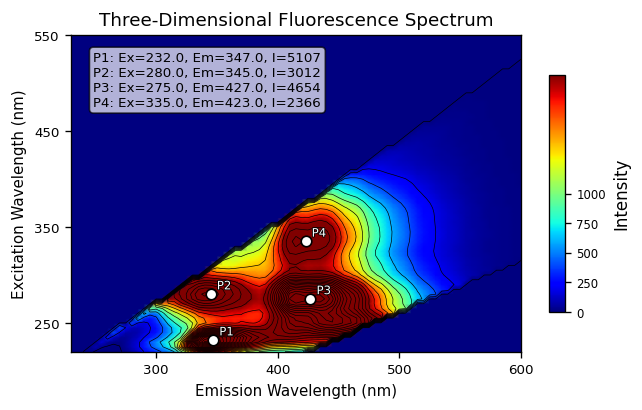 Three-Dimensional Fluorescence Spectrum
P1: Ex=232.0, Em=347.0, I=5107
P2: Ex=280.0, Em=345.0, I=3012
P3: Ex=275.0, Em=427.0, I=4654
P4: Ex=335.0, Em=423.0, I=2366
550
450
350
250
Excitation Wavelength (nm)
P4
P2
P3
P1
300
400
500
600
Emission Wavelength (nm)
1000
750
500
250
0
Intensity